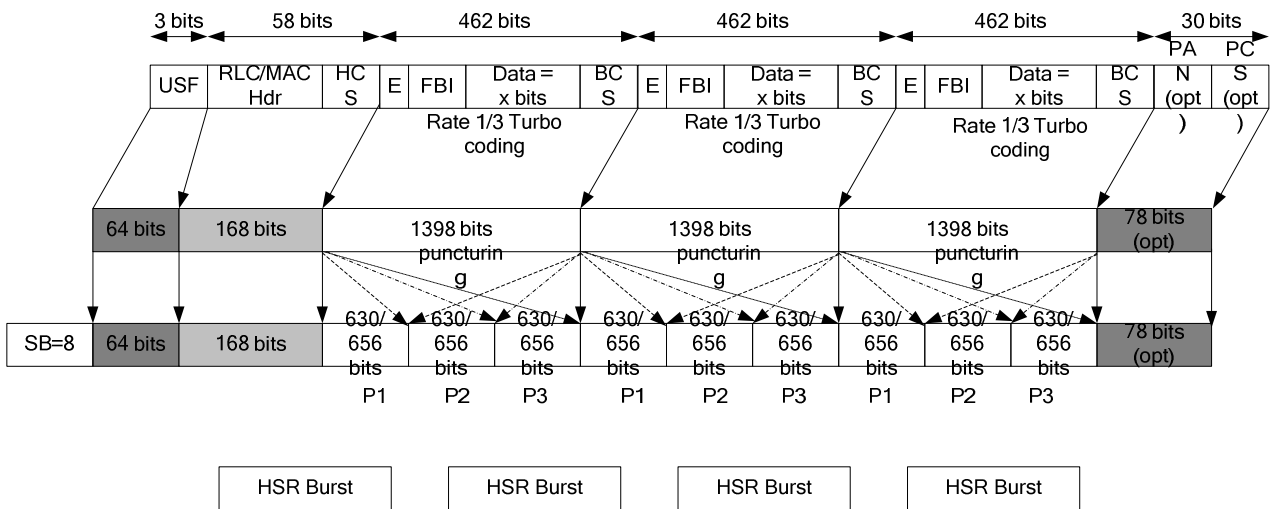 3 bits 58 bits 462 bits 462 bits 462 bits 30 bits
USF RLC/MAC Hdr HC S E FBI Data = x bits BC S E FBI Data = x bits BC S E FBI Data = x bits BC S PA N (opt ) PC S (opt )
Rate 1/3 Turbo coding Rate 1/3 Turbo coding Rate 1/3 Turbo coding
64 bits 168 bits 1398 bits puncturin g 1398 bits puncturin g 1398 bits puncturin g 78 bits (opt)
SB=8 64 bits 168 bits 630/ 656 bits 630/ 656 bits 630/ 656 bits 630/ 656 bits 630/ 656 bits 630/ 656 bits 630/ 656 bits 630/ 656 bits 630/ 656 bits 78 bits (opt)
P1 P2 P3 P1 P2 P3 P1 P2 P3
HSR Burst HSR Burst HSR Burst HSR Burst